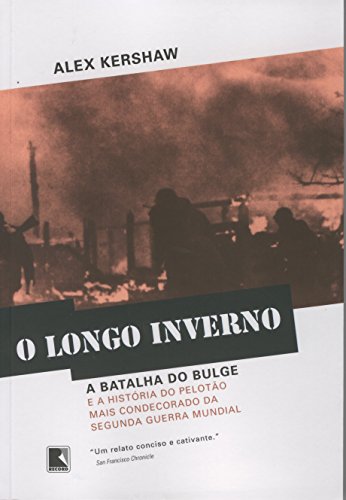 ALEX KERSHAW
O LONGO INVERNO
A BATALHA DO BULGE
E A HISTÓRIA DO PELOTÃO
MAIS CONDECORADO DA
SEGUNDA GUERRA MUNDIAL
"Um relato conciso e cativante."
San Francisco Chronicle
RECORD